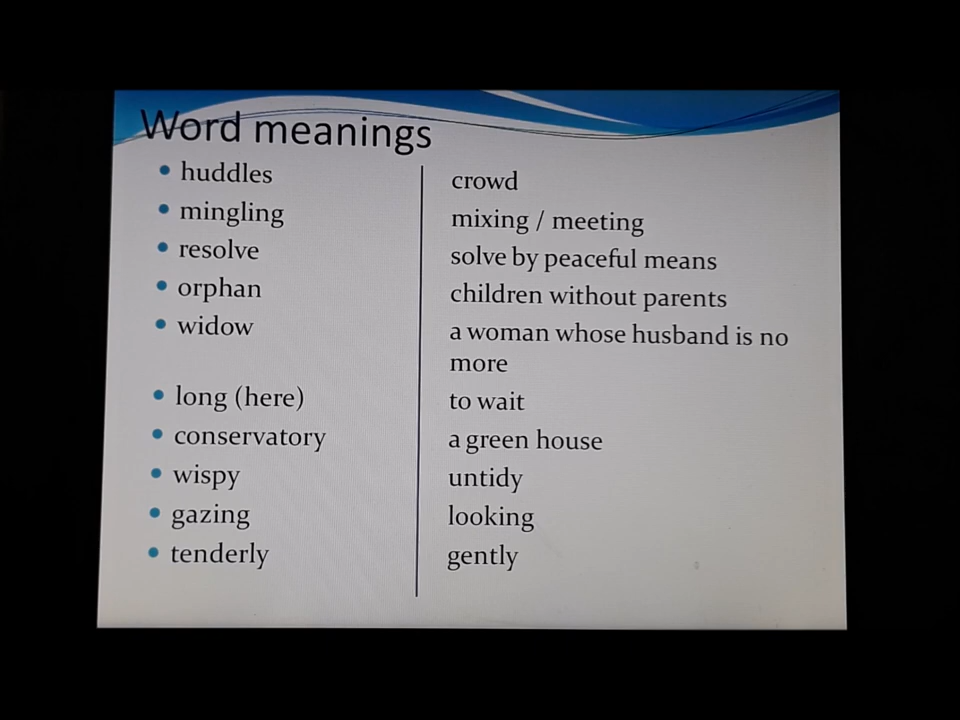 Word meanings
• huddles
crowd
• mingling
mixing / meeting
• resolve
solve by peaceful means
• orphan
children without parents
• widow
a woman whose husband is no
more
• long (here)
to wait
• conservatory
a green house
• wispy
untidy
• gazing
looking
• tenderly
gently